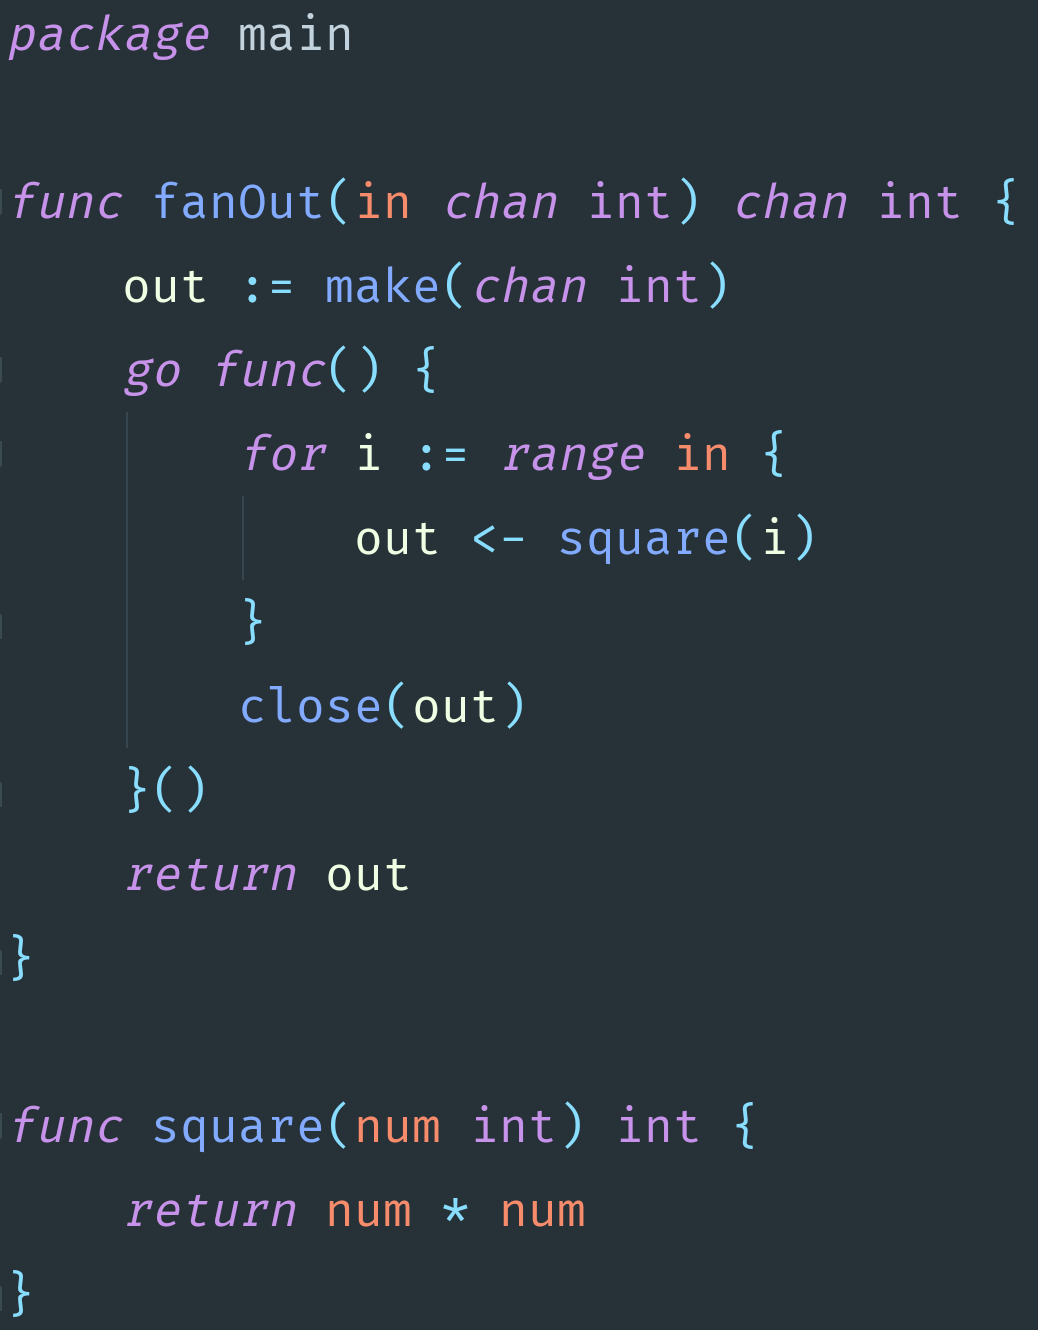 package main
func fanOut(in chan int) chan int {
    out := make(chan int)
    go func() {
        for i := range in {
            out <- square(i)
        }
        close(out)
    }()
    return out
}
func square(num int) int {
    return num * num
}